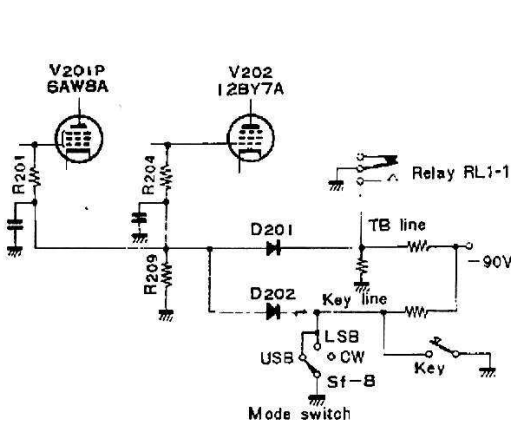 V201P
6AW8A
V202
12BY7A
R201
R204
Relay RL1-1
D201
TB line
-90V
R209
D202
Key line
LSB
USB
CW
Sf-8
Key
Mode switch